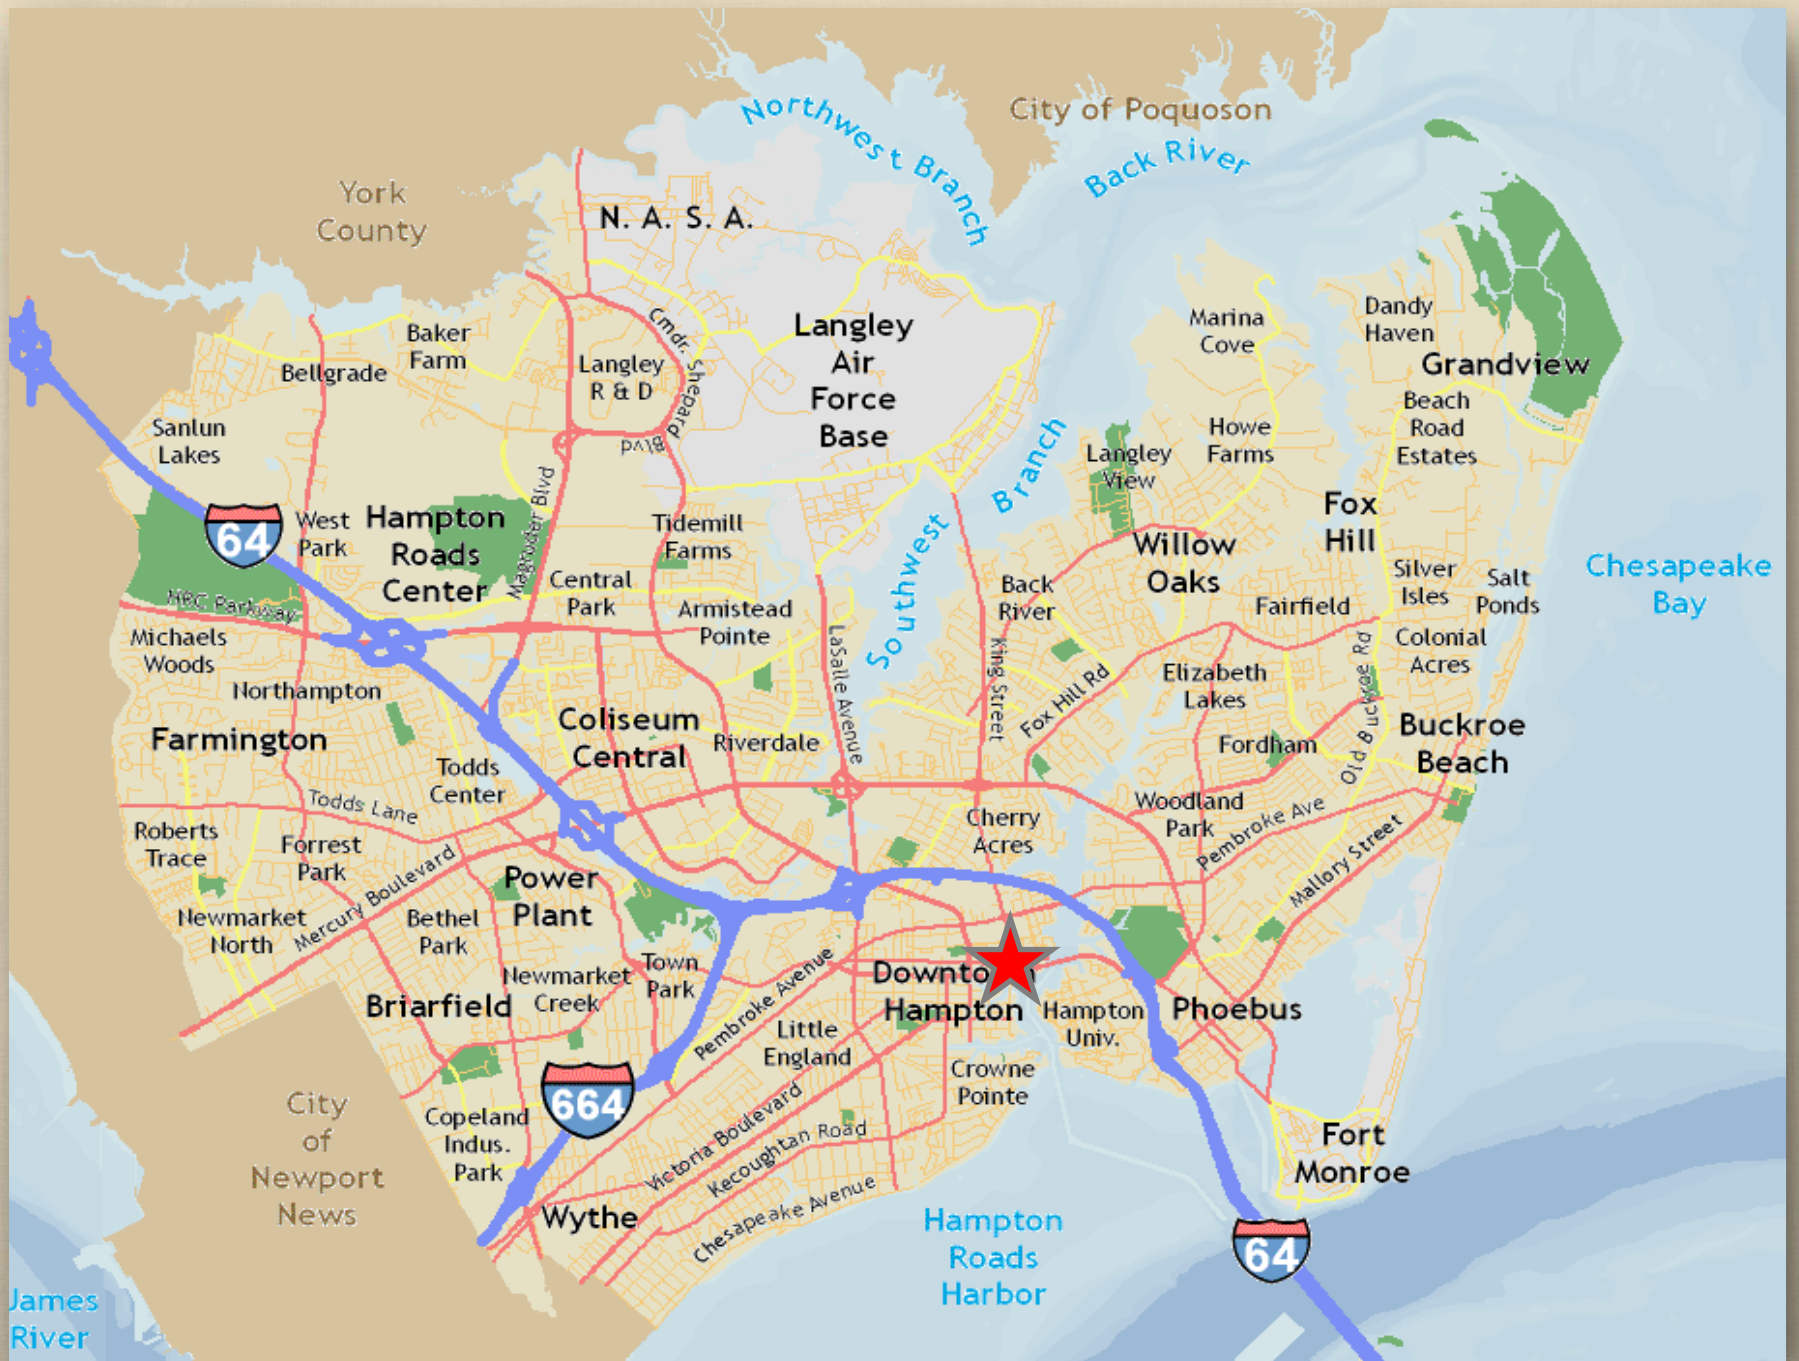 Northwest Branch
City of Poquoson
Back River
York
County
N. A. S. A.
Langley
Air
Force
Base
Cmdr. Shepard Blvd
Langley
R & D
Baker
Farm
Bellgrade
Sanlun
Lakes
Marina
Cove
Dandy
Haven
Grandview
Beach
Road
Estates
Howe
Farms
Langley
View
Fox
Hill
Southwest Branch
64
West
Park
Hampton
Roads
Center
Magruder Blvd
Tidemill
Farms
Willow
Oaks
Chesapeake
Bay
Silver
Isles
Salt
Ponds
Central
Park
Back
River
Fairfield
HRC Parkway
Armistead
Pointe
Michaels
Woods
Colonial
Acres
Northampton
LaSalle Avenue
King Street
Fox Hill Rd
Elizabeth
Lakes
Old Buckroe Rd
Farmington
Coliseum
Central
Riverdale
Fordham
Buckroe
Beach
Todds
Center
Todds Lane
Woodland
Park
Pembroke Ave
Cherry
Acres
Roberts
Trace
Forrest
Park
Mercury Boulevard
Mallory Street
Power
Plant
Newmarket
North
Bethel
Park
Newmarket
Creek
Town
Park
Pembroke Avenue
Hampton
Briarfield
Little
England
Hampton
Univ.
Phoebus
664
Crowne
Pointe
City
of
Newport
News
Copeland
Indus.
Park
Victoria Boulevard
Kecoughtan Road
Chesapeake Avenue
Fort
Monroe
Wythe
Hampton
Roads
Harbor
64
James
River